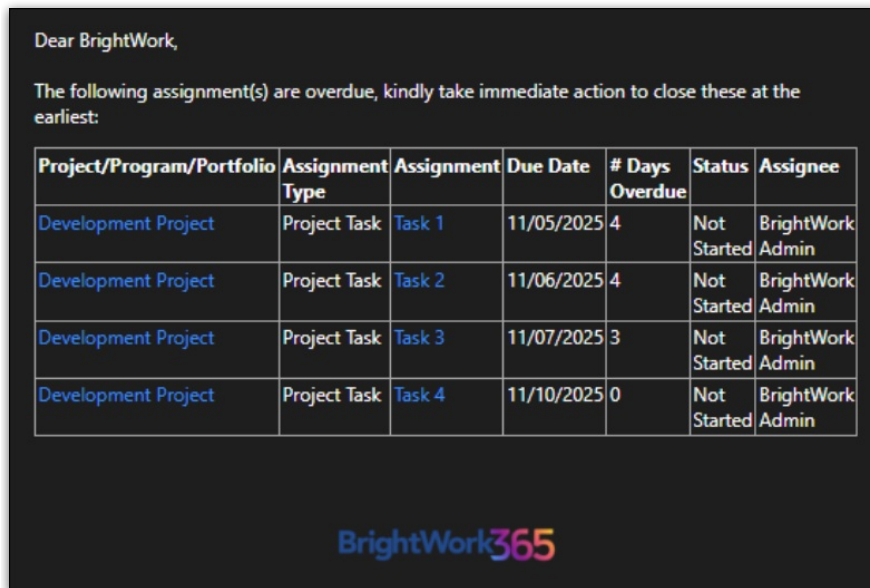 Dear BrightWork,
The following assignment(s) are overdue, kindly take immediate action to close these at the
earliest:
Project/Program/Portfolio Assignment Type Assignment Due Date # Days Overdue Status Assignee
Development Project Project Task Task 1 11/05/2025 4 Not Started BrightWork Admin
Development Project Project Task Task 2 11/06/2025 4 Not Started BrightWork Admin
Development Project Project Task Task 3 11/07/2025 3 Not Started BrightWork Admin
Development Project Project Task Task 4 11/10/2025 0 Not Started BrightWork Admin
BrightWork365